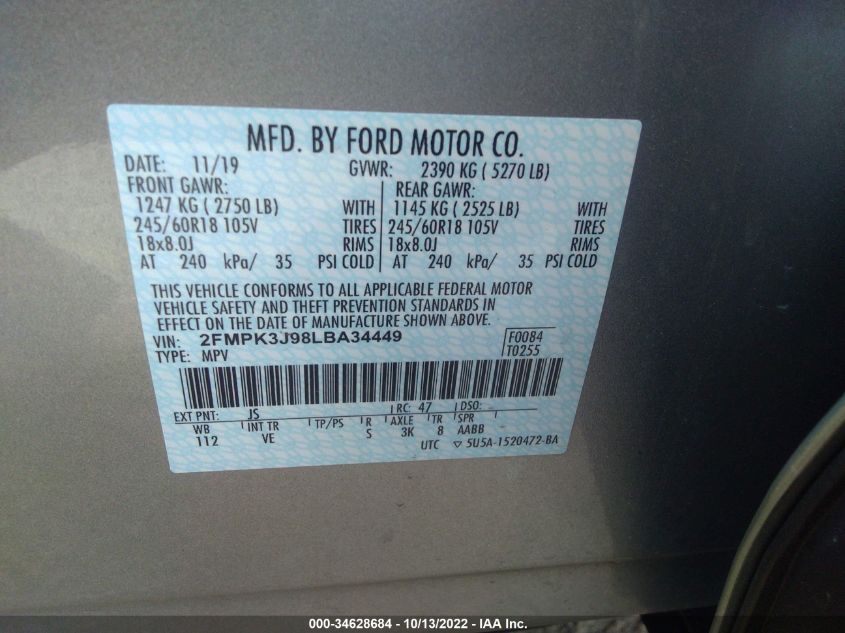 MFD. BY FORD MOTOR CO.
DATE: 11/19 GVWR: 2390 KG ( 5270 LB)
FRONT GAWR: REAR GAWR:
1247 KG ( 2750 LB) WITH 1145 KG ( 2525 LB) WITH
245/60R18 105V TIRES 245/60R18 105V TIRES
18x8.0J RIMS 18x8.0J RIMS
AT 240 kPa/ 35 PSI COLD AT 240 kPa/ 35 PSI COLD
THIS VEHICLE CONFORMS TO ALL APPLICABLE FEDERAL MOTOR
VEHICLE SAFETY AND THEFT PREVENTION STANDARDS IN
EFFECT ON THE DATE OF MANUFACTURE SHOWN ABOVE.
VIN: 2FMPK3J98LBA34449 F0084
TYPE: MPV T0255
EXT PNT: JS RC: 47 DSO: -
WB INT TR TP/PS R AXLE TR SPR
112 VE S 3K 8 AABB -
UTC ▽ 5U5A-1520472-BA
000-34628684 - 10/13/2022 - IAA Inc.